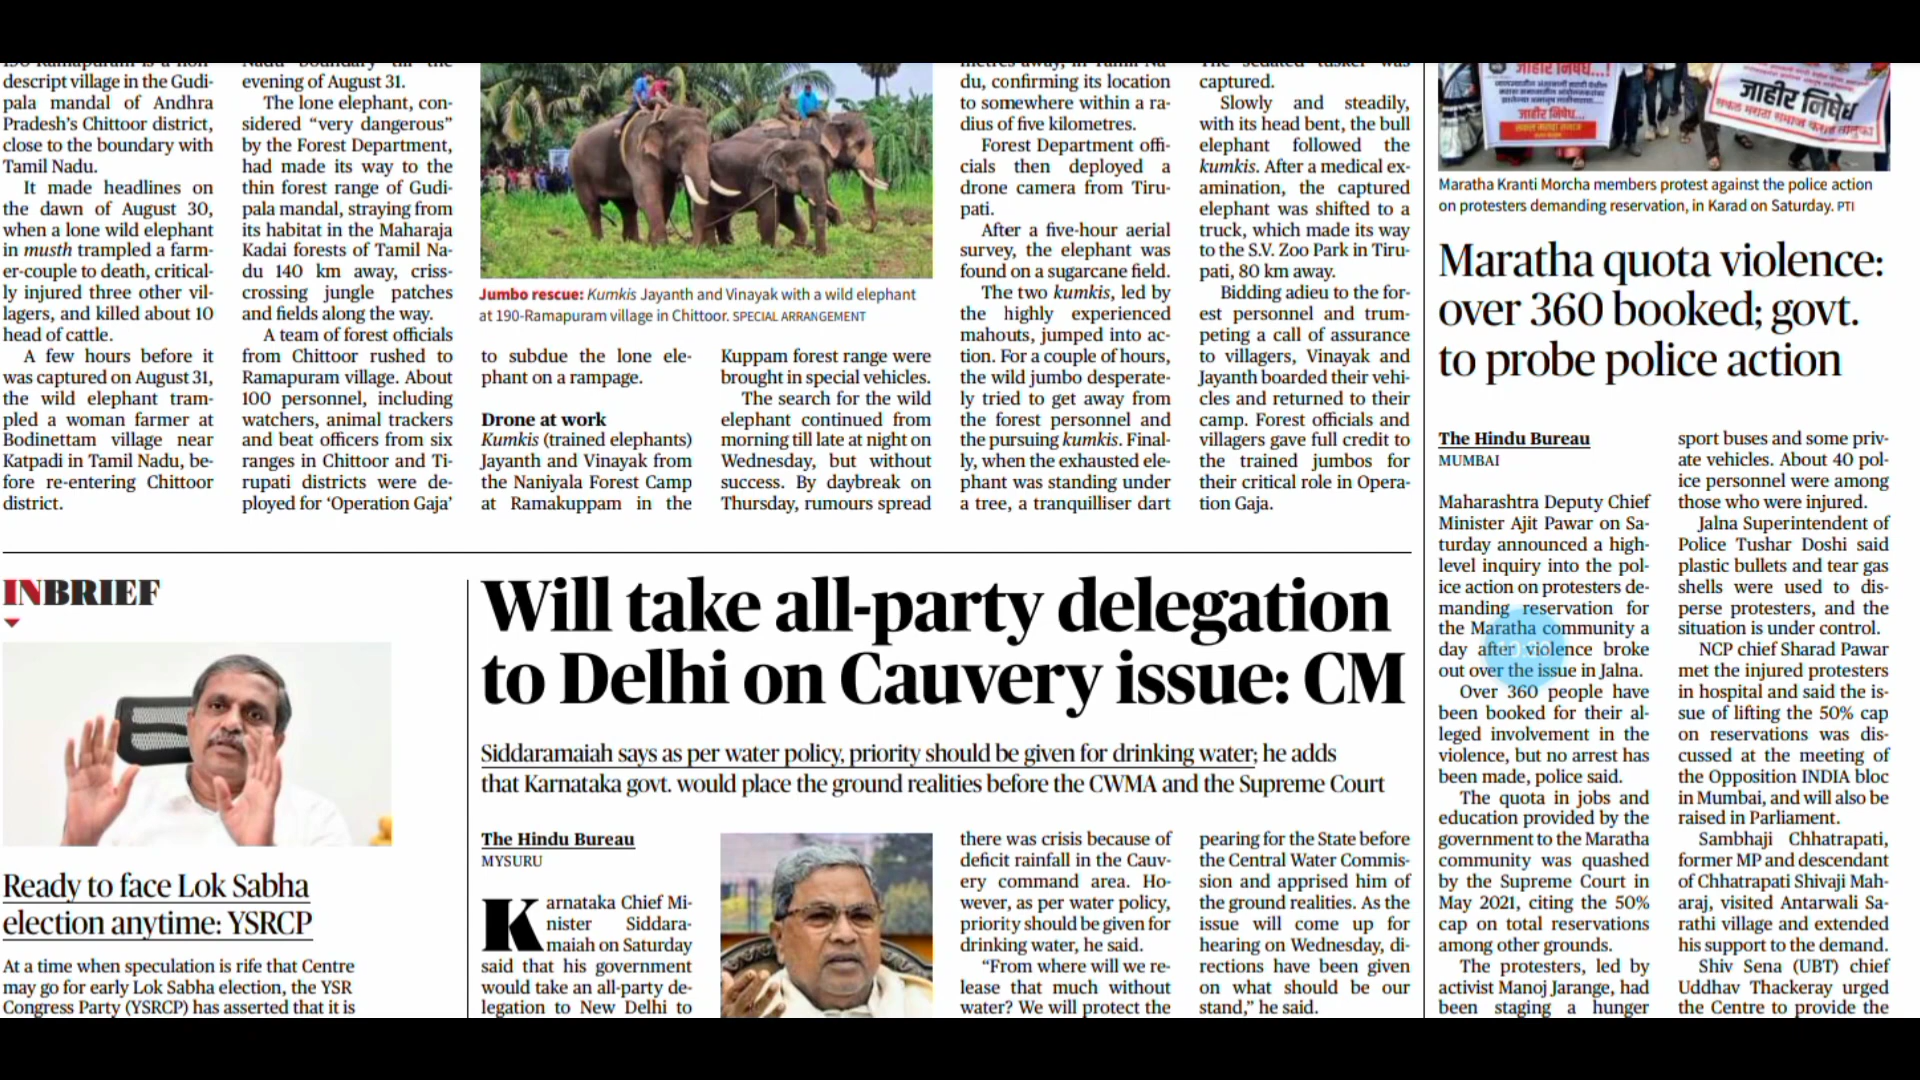 descript village in the Gudi-
pala mandal of Andhra
Pradesh's Chittoor district,
close to the boundary with
Tamil Nadu.
It made headlines on
the dawn of August 30,
when a lone wild elephant
in musth trampled a farm-
er-couple to death, critical-
ly injured three other vil-
lagers, and killed about 10
head of cattle.
A few hours before it
was captured on August 31,
the wild elephant tram-
pled a woman farmer at
Bodinettam village near
Katpadi in Tamil Nadu, be-
fore re-entering Chittoor
district.
evening of August 31.
The lone elephant, con-
sidered “very dangerous”
by the Forest Department,
had made its way to the
thin forest range of Gudi-
pala mandal, straying from
its habitat in the Maharaja
Kadai forests of Tamil Na-
du 140 km away, criss-
crossing jungle patches
and fields along the way.
A team of forest officials
from Chittoor rushed to
Ramapuram village. About
100 personnel, including
watchers, animal trackers
and beat officers from six
ranges in Chittoor and Ti-
rupati districts were de-
ployed for ‘Operation Gaja’
Jumbo rescue: Kumkis Jayanth and Vinayak with a wild elephant
at 190-Ramapuram village in Chittoor. SPECIAL ARRANGEMENT
to subdue the lone ele-
phant on a rampage.
Drone at work
Kumkis (trained elephants)
Jayanth and Vinayak from
the Naniyala Forest Camp
at Ramakuppam in the
Kuppam forest range were
brought in special vehicles.
The search for the wild
elephant continued from
morning till late at night on
Wednesday, but without
success. By daybreak on
Thursday, rumours spread
du, confirming its location
to somewhere within a ra-
dius of five kilometres.
Forest Department offi-
cials then deployed a
drone camera from Tiru-
pati.
After a five-hour aerial
survey, the elephant was
found on a sugarcane field.
The two kumkis, led by
the highly experienced
mahouts, jumped into ac-
tion. For a couple of hours,
the wild jumbo desperate-
ly tried to get away from
the forest personnel and
the pursuing kumkis. Final-
ly, when the exhausted ele-
phant was standing under
a tree, a tranquilliser dart
captured.
Slowly and steadily,
with its head bent, the bull
elephant followed the
kumkis. After a medical ex-
amination, the captured
elephant was shifted to a
truck, which made its way
to the S.V. Zoo Park in Tiru-
pati, 80 km away.
Bidding adieu to the for-
est personnel and trum-
peting a call of assurance
to villagers, Vinayak and
Jayanth boarded their vehi-
cles and returned to their
camp. Forest officials and
villagers gave full credit to
the trained jumbos for
their critical role in Opera-
tion Gaja.
जाहीर निषेध...!
जाहीर निषेध...
जाहीर निषेध
Maratha Kranti Morcha members protest against the police action
on protesters demanding reservation, in Karad on Saturday. PTI
Maratha quota violence:
over 360 booked; govt.
to probe police action
The Hindu Bureau
MUMBAI
Maharashtra Deputy Chief
Minister Ajit Pawar on Sa-
turday announced a high-
level inquiry into the pol-
ice action on protesters de-
manding reservation for
the Maratha community a
day after violence broke
out over the issue in Jalna.
Over 360 people have
been booked for their al-
leged involvement in the
violence, but no arrest has
been made, police said.
The quota in jobs and
education provided by the
government to the Maratha
community was quashed
by the Supreme Court in
May 2021, citing the 50%
cap on total reservations
among other grounds.
The protesters, led by
activist Manoj Jarange, had
been staging a hunger
sport buses and some priv-
ate vehicles. About 40 pol-
ice personnel were among
those who were injured.
Jalna Superintendent of
Police Tushar Doshi said
plastic bullets and tear gas
shells were used to dis-
perse protesters, and the
situation is under control.
NCP chief Sharad Pawar
met the injured protesters
in hospital and said the is-
sue of lifting the 50% cap
on reservations was dis-
cussed at the meeting of
the Opposition INDIA bloc
in Mumbai, and will also be
raised in Parliament.
Sambhaji Chhatrapati,
former MP and descendant
of Chhatrapati Shivaji Mah-
araj, visited Antarwali Sa-
rathi village and extended
his support to the demand.
Shiv Sena (UBT) chief
Uddhav Thackeray urged
the Centre to provide the
INBRIEF
Ready to face Lok Sabha
election anytime: YSRCP
At a time when speculation is rife that Centre
may go for early Lok Sabha election, the YSR
Congress Party (YSRCP) has asserted that it is
Will take all-party delegation
to Delhi on Cauvery issue: CM
Siddaramaiah says as per water policy, priority should be given for drinking water; he adds
that Karnataka govt. would place the ground realities before the CWMA and the Supreme Court
The Hindu Bureau
MYSURU
Karnataka Chief Mi-
nister Siddara-
maiah on Saturday
said that his government
would take an all-party de-
legation to New Delhi to
there was crisis because of
deficit rainfall in the Cauv-
ery command area. Ho-
wever, as per water policy,
priority should be given for
drinking water, he said.
“From where will we re-
lease that much without
water? We will protect the
pearing for the State before
the Central Water Commis-
sion and apprised him of
the ground realities. As the
issue will come up for
hearing on Wednesday, di-
rections have been given
on what should be our
stand,” he said.